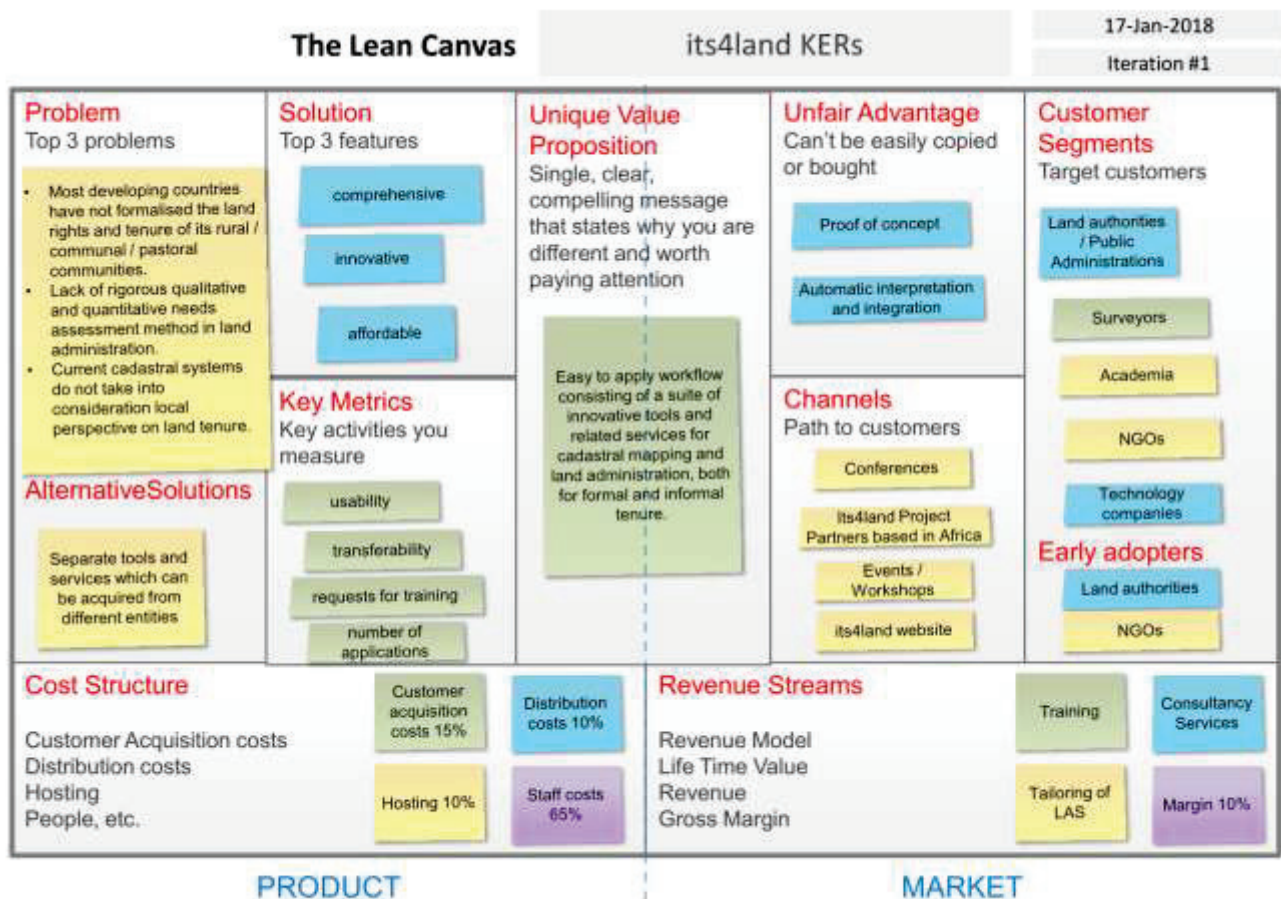 The Lean Canvas
its4land KERs
17-Jan-2018
Iteration #1
Problem
Top 3 problems
• Most developing countries
have not formalised the land
rights and tenure of its rural /
communal / pastoral
communities.
• Lack of rigorous qualitative
and quantitative needs
assessment method in land
administration.
• Current cadastral systems
do not take into
consideration local
perspective on land tenure.
AlternativeSolutions
Separate tools and
services which can
be acquired from
different entities
Solution
Top 3 features
comprehensive
innovative
affordable
Key Metrics
Key activities you
measure
usability
transferability
requests for training
number of
applications
Unique Value
Proposition
Single, clear,
compelling message
that states why you are
different and worth
paying attention
Easy to apply workflow
consisting of a suite of
innovative tools and
related services for
cadastral mapping and
land administration, both
for formal and informal
tenure.
Unfair Advantage
Can't be easily copied
or bought
Proof of concept
Automatic interpretation
and integration
Channels
Path to customers
Conferences
Its4land Project
Partners based in Africa
Events /
Workshops
its4land website
Customer
Segments
Target customers
Land authorities
/ Public
Administrations
Surveyors
Academia
NGOs
Technology
companies
Early adopters
Land authorities
NGOs
Cost Structure
Customer Acquisition costs
Distribution costs
Hosting
People, etc.
Customer
acquisition
costs 15%
Distribution
costs 10%
Hosting 10%
Staff costs
65%
Revenue Streams
Revenue Model
Life Time Value
Revenue
Gross Margin
Training
Consultancy
Services
Tailoring of
LAS
Margin 10%
PRODUCT
MARKET